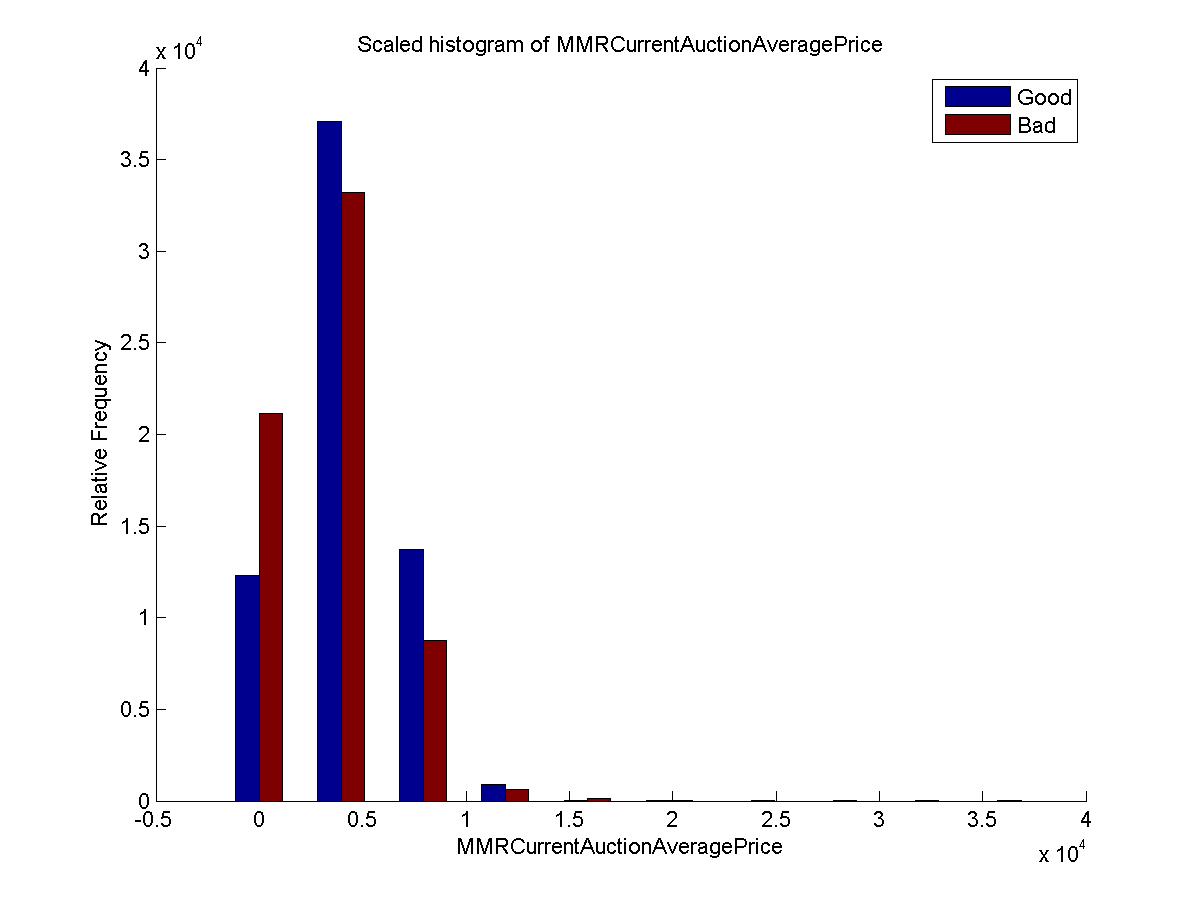 Scaled histogram of MMRCurrentAuctionAveragePrice
x 10^4
4
3.5
3
2.5
2
1.5
1
0.5
0
Relative Frequency
Good
Bad
-0.5 0 0.5 1 1.5 2 2.5 3 3.5 4
MMRCurrentAuctionAveragePrice
x 10^4